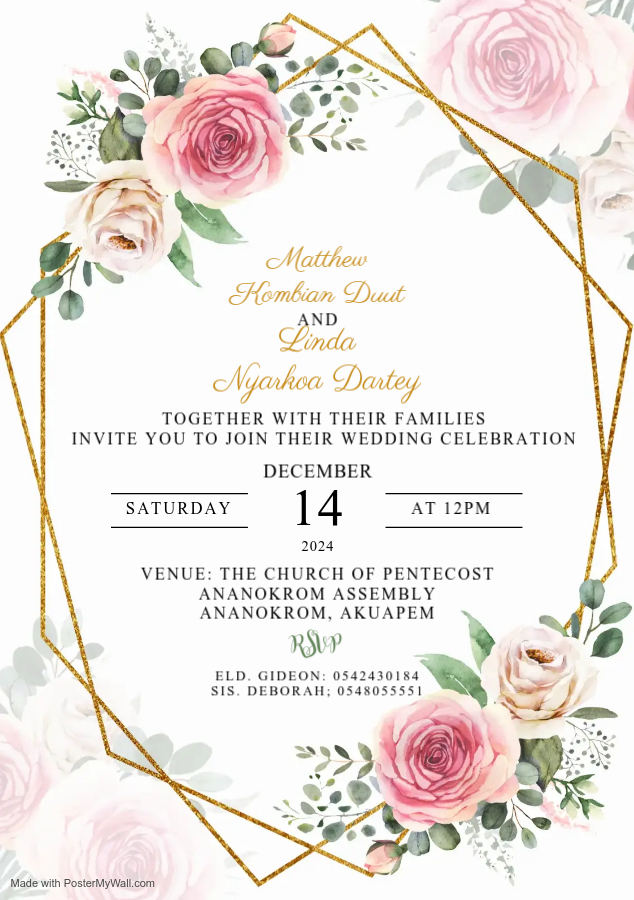 Matthew
Kombian Duut
AND
Linda
Nyarkoa Dartey
TOGETHER WITH THEIR FAMILIES
INVITE YOU TO JOIN THEIR WEDDING CELEBRATION
DECEMBER
SATURDAY 14 AT 12PM
2024
VENUE: THE CHURCH OF PENTECOST
ANANOKROM ASSEMBLY
ANANOKROM, AKUAPEM
RSVP
ELD. GIDEON: 0542430184
SIS. DEBORAH; 0548055551
Made with PosterMyWall.com